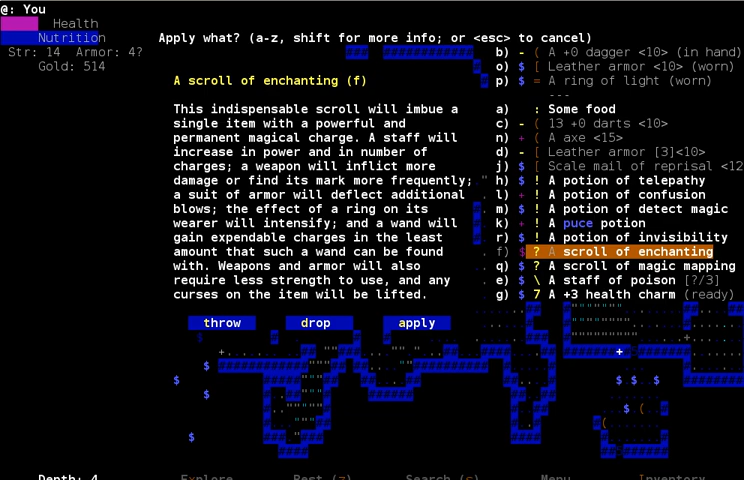 @: You
Health
Nutrition
Str: 14 Armor: 4?
Gold: 514
Apply what? (a-z, shift for more info; or <esc> to cancel)
b) - ( A +0 dagger <10> (in hand)
o) $ [ Leather armor <10> (worn)
p) $ = A ring of light (worn)
---
a) : Some food
c) - ( 13 +0 darts <10>
n) + ( A axe <15>
d) - [ Leather armor [3]<10>
j) $ [ Scale mail of reprisal <12
h) $ ! A potion of telepathy
l) + ! A potion of confusion
m) $ ! A potion of detect magic
k) + ! A puce potion
r) $ ! A potion of invisibility
f) $ ? A scroll of enchanting
q) $ ? A scroll of magic mapping
e) $ \ A staff of poison [?/3]
g) $ 7 A +3 health charm (ready)
A scroll of enchanting (f)
This indispensable scroll will imbue a
single item with a powerful and
permanent magical charge. A staff will
increase in power and in number of
charges; a weapon will inflict more
damage or find its mark more frequently;
a suit of armor will deflect additional
blows; the effect of a ring on its
wearer will intensify; and a wand will
gain expendable charges in the least
amount that such a wand can be found
with. Weapons and armor will also
require less strength to use, and any
curses on the item will be lifted.
throw drop apply
Depth: 4 Explore Rest (Z) Search (s) Menu Inventory